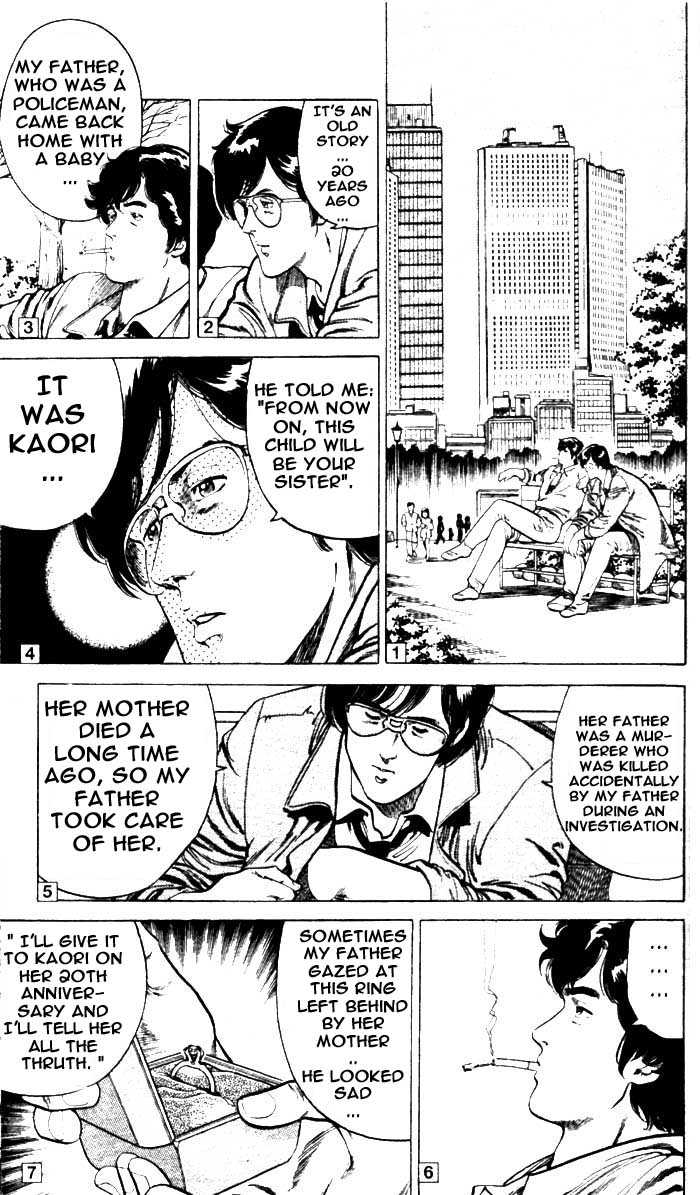 1
IT'S AN
OLD
STORY
...
20
YEARS
AGO
...
2
MY FATHER,
WHO WAS A
POLICEMAN,
CAME BACK
HOME WITH
A BABY
...
3
HE TOLD ME:
"FROM NOW
ON, THIS
CHILD WILL
BE YOUR
SISTER".
IT
WAS
KAORI
...
4
HER FATHER
WAS A MUR-
DERER WHO
WAS KILLED
ACCIDENTALLY
BY MY FATHER
DURING AN
INVESTIGATION.
HER MOTHER
DIED A
LONG TIME
AGO, SO MY
FATHER
TOOK CARE
OF HER.
5
...
...
...
6
SOMETIMES
MY FATHER
GAZED AT
THIS RING
LEFT BEHIND
BY HER
MOTHER
..
HE LOOKED
SAD
...
" I'LL GIVE IT
TO KAORI ON
HER 20TH
ANNIVER-
SARY AND
I'LL TELL HER
ALL THE
THRUTH. "
7